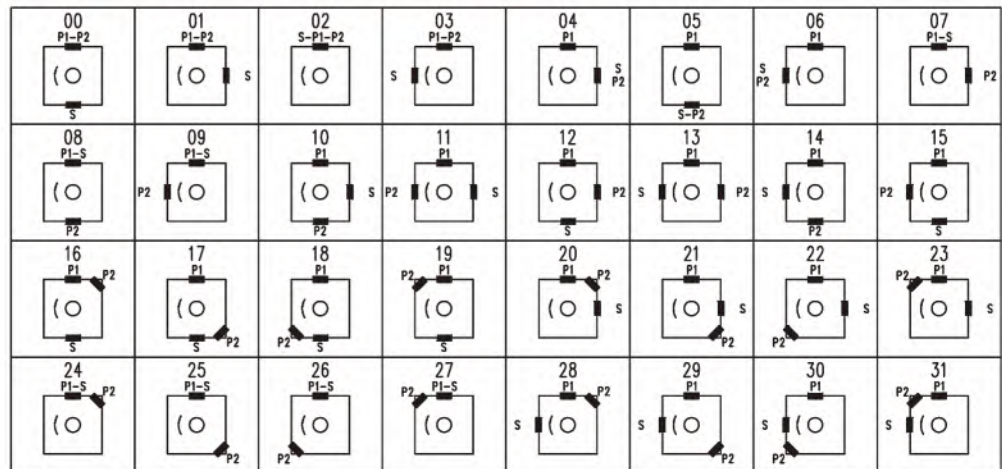 00
P1-P2
S
01
P1-P2
S
02
S-P1-P2
03
P1-P2
S
04
P1
S
P2
05
P1
S-P2
06
P1
S
P2
07
P1-S
P2
08
P1-S
P2
09
P1-S
P2
10
P1
S
P2
11
P1
P2 S
12
P1
P2
S
13
P1
S P2
14
P1
S
P2
15
P1
P2
S
16
P1
P2
S
17
P1
S
P2
18
P1
P2
S
19
P1
P2
S
20
P1
P2
S
21
P1
S
P2
22
P1
S
P2
23
P1
P2
S
24
P1-S
P2
25
P1-S
P2
26
P1-S
P2
27
P1-S
P2
28
P1
P2
S
29
P1
S
P2
30
P1
S
P2
31
P1
P2
S